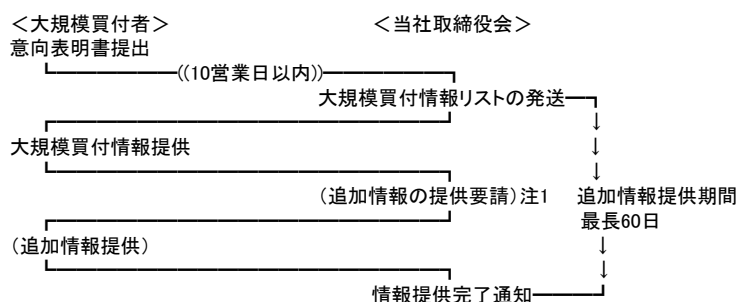 ＜大規模買付者＞ ＜当社取締役会＞
意向表明書提出
((10営業日以内))
大規模買付情報リストの発送
大規模買付情報提供
（追加情報の提供要請）注1 追加情報提供期間
最長60日
（追加情報提供）
情報提供完了通知